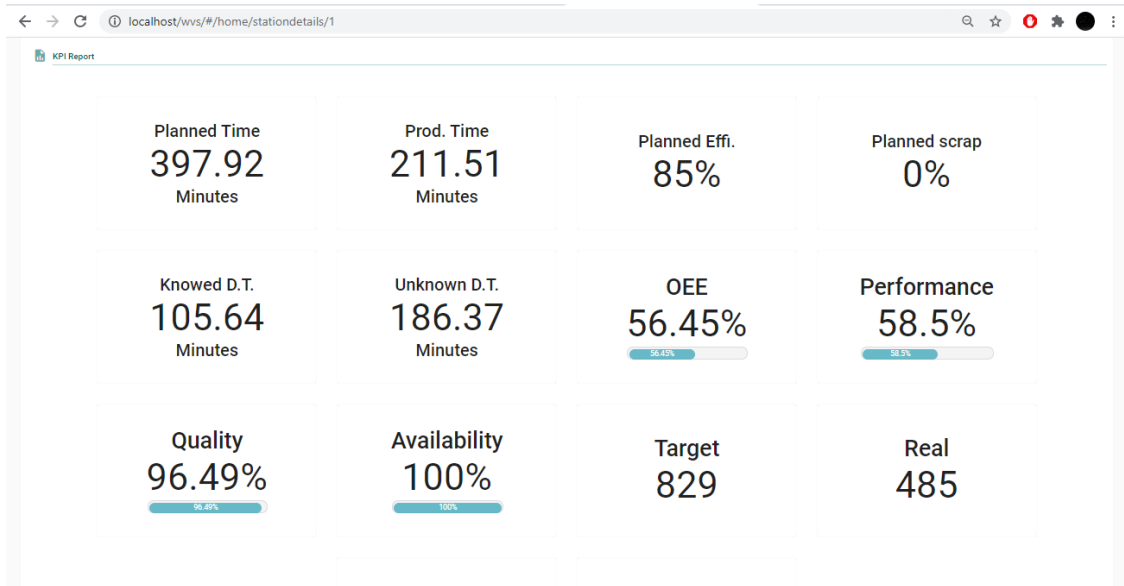 localhost/wvs/#/home/stationdetails/1
KPI Report
Planned Time
397.92
Minutes
Prod. Time
211.51
Minutes
Planned Effi.
85%
Planned scrap
0%
Knowed D.T.
105.64
Minutes
Unknown D.T.
186.37
Minutes
OEE
56.45%
56.45%
Performance
58.5%
58.5%
Quality
96.49%
96.49%
Availability
100%
100%
Target
829
Real
485